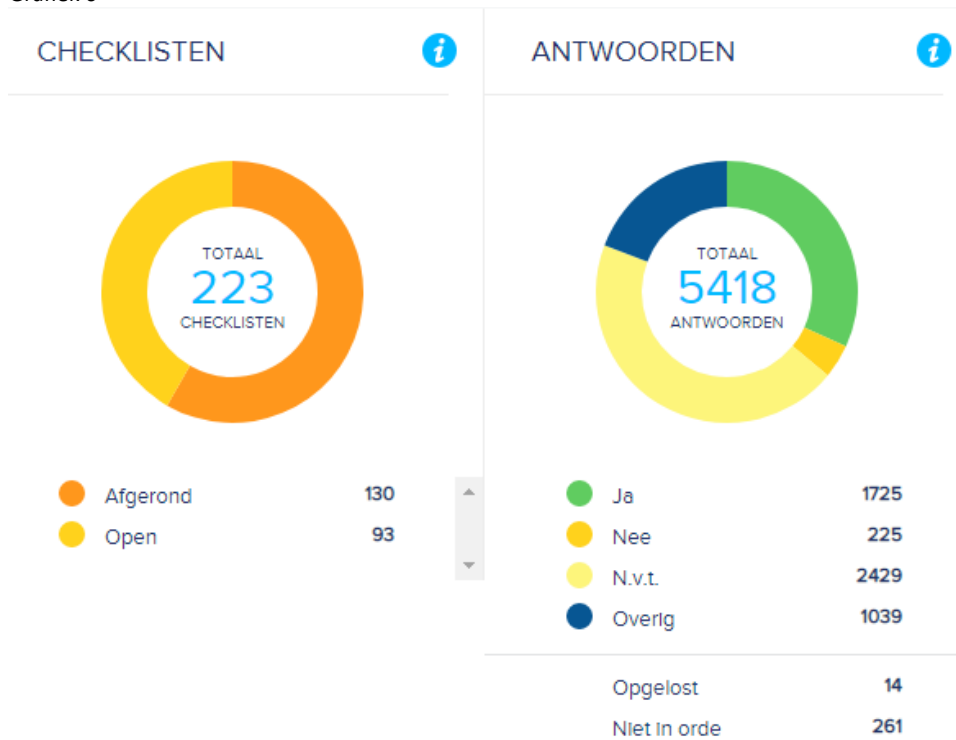 CHECKLISTEN
TOTAAL
223
CHECKLISTEN
Afgerond 130
Open 93
ANTWOORDEN
TOTAAL
5418
ANTWOORDEN
Ja 1725
Nee 225
N.v.t. 2429
Overig 1039
Opgelost 14
Niet in orde 261